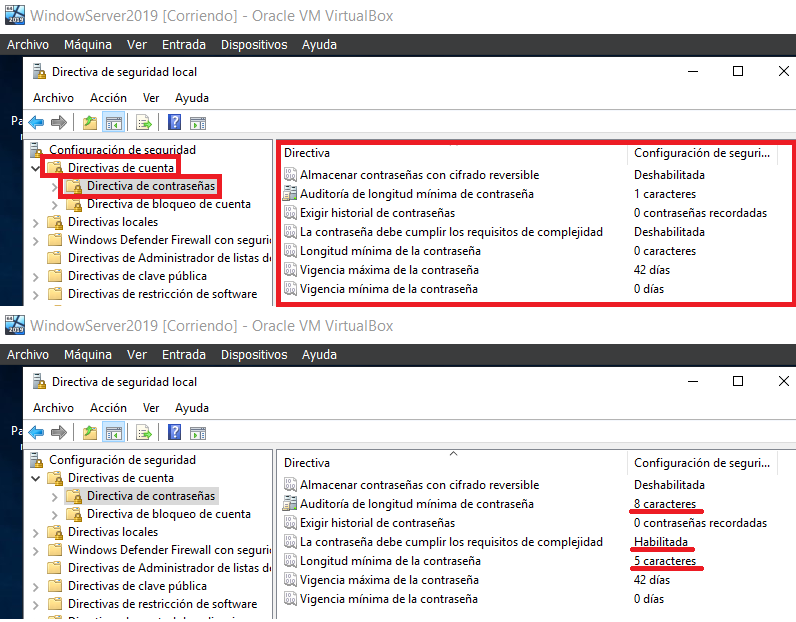 WindowServer2019 [Corriendo] - Oracle VM VirtualBox
Archivo Máquina Ver Entrada Dispositivos Ayuda
Directiva de seguridad local
Archivo Acción Ver Ayuda
Configuración de seguridad
Directivas de cuenta
Directiva de contraseñas
Directiva de bloqueo de cuenta
Directivas locales
Windows Defender Firewall con seguri
Directivas de Administrador de listas d
Directivas de clave pública
Directivas de restricción de software
Directiva Configuración de seguri...
Almacenar contraseñas con cifrado reversible Deshabilitada
Auditoría de longitud mínima de contraseña 1 caracteres
Exigir historial de contraseñas 0 contraseñas recordadas
La contraseña debe cumplir los requisitos de complejidad Deshabilitada
Longitud mínima de la contraseña 0 caracteres
Vigencia máxima de la contraseña 42 días
Vigencia mínima de la contraseña 0 días
WindowServer2019 [Corriendo] - Oracle VM VirtualBox
Archivo Máquina Ver Entrada Dispositivos Ayuda
Directiva de seguridad local
Archivo Acción Ver Ayuda
Configuración de seguridad
Directivas de cuenta
Directiva de contraseñas
Directiva de bloqueo de cuenta
Directivas locales
Windows Defender Firewall con seguri
Directivas de Administrador de listas d
Directivas de clave pública
Directivas de restricción de software
Directiva Configuración de seguri...
Almacenar contraseñas con cifrado reversible Deshabilitada
Auditoría de longitud mínima de contraseña 8 caracteres
Exigir historial de contraseñas 0 contraseñas recordadas
La contraseña debe cumplir los requisitos de complejidad Habilitada
Longitud mínima de la contraseña 5 caracteres
Vigencia máxima de la contraseña 42 días
Vigencia mínima de la contraseña 0 días